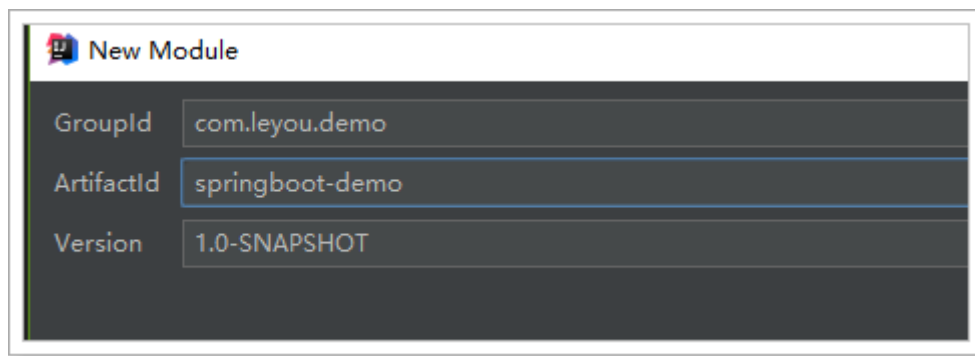 New Module
GroupId com.leyou.demo
ArtifactId springboot-demo
Version 1.0-SNAPSHOT